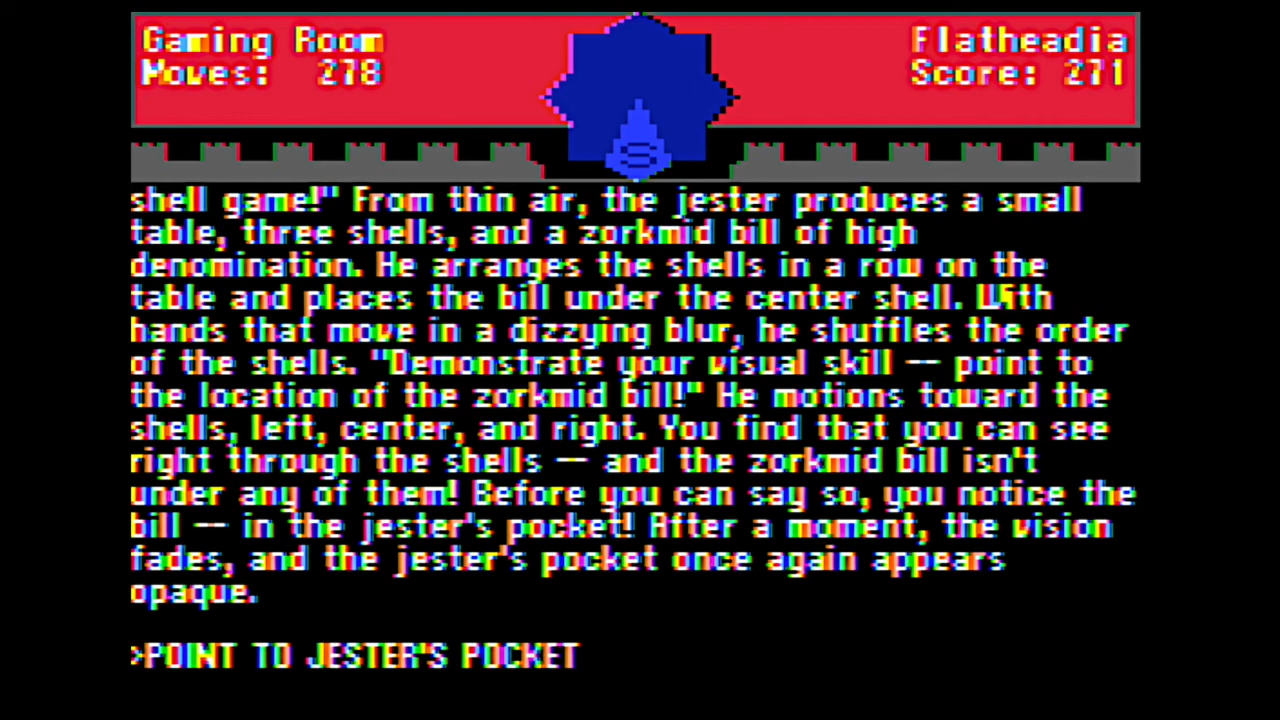 Gaming Room Flatheadia
Moves: 278 Score: 271
shell game!" From thin air, the jester produces a small
table, three shells, and a zorkmid bill of high
denomination. He arranges the shells in a row on the
table and places the bill under the center shell. With
hands that move in a dizzying blur, he shuffles the order
of the shells. "Demonstrate your visual skill -- point to
the location of the zorkmid bill!" He motions toward the
shells, left, center, and right. You find that you can see
right through the shells -- and the zorkmid bill isn't
under any of them! Before you can say so, you notice the
bill -- in the jester's pocket! After a moment, the vision
fades, and the jester's pocket once again appears
opaque.
>POINT TO JESTER'S POCKET